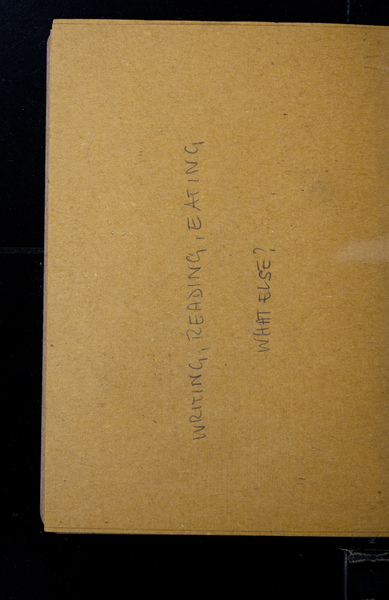 WRITING, READING, EATING
WHAT ELSE?